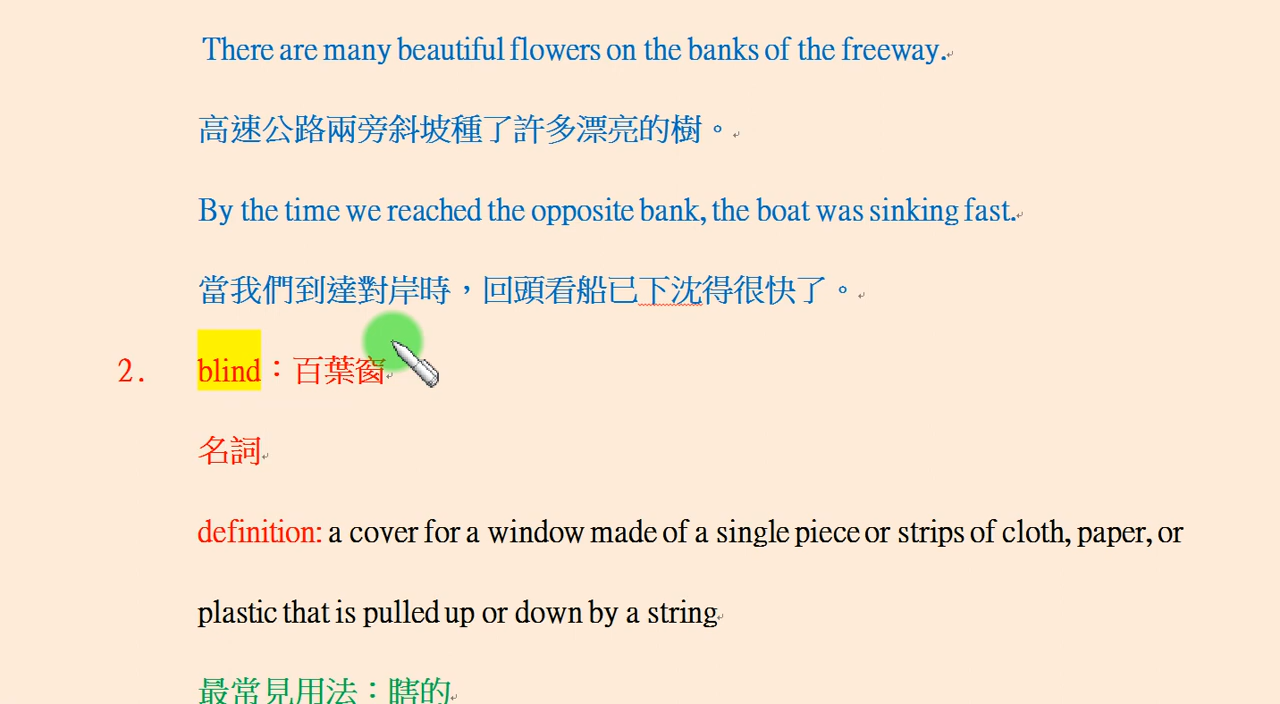 There are many beautiful flowers on the banks of the freeway.
高速公路兩旁斜坡種了許多漂亮的樹。
By the time we reached the opposite bank, the boat was sinking fast.
當我們到達對岸時，回頭看船已下沈得很快了。
2. blind：百葉窗
名詞
definition: a cover for a window made of a single piece or strips of cloth, paper, or
plastic that is pulled up or down by a string
最常見用法：瞎的